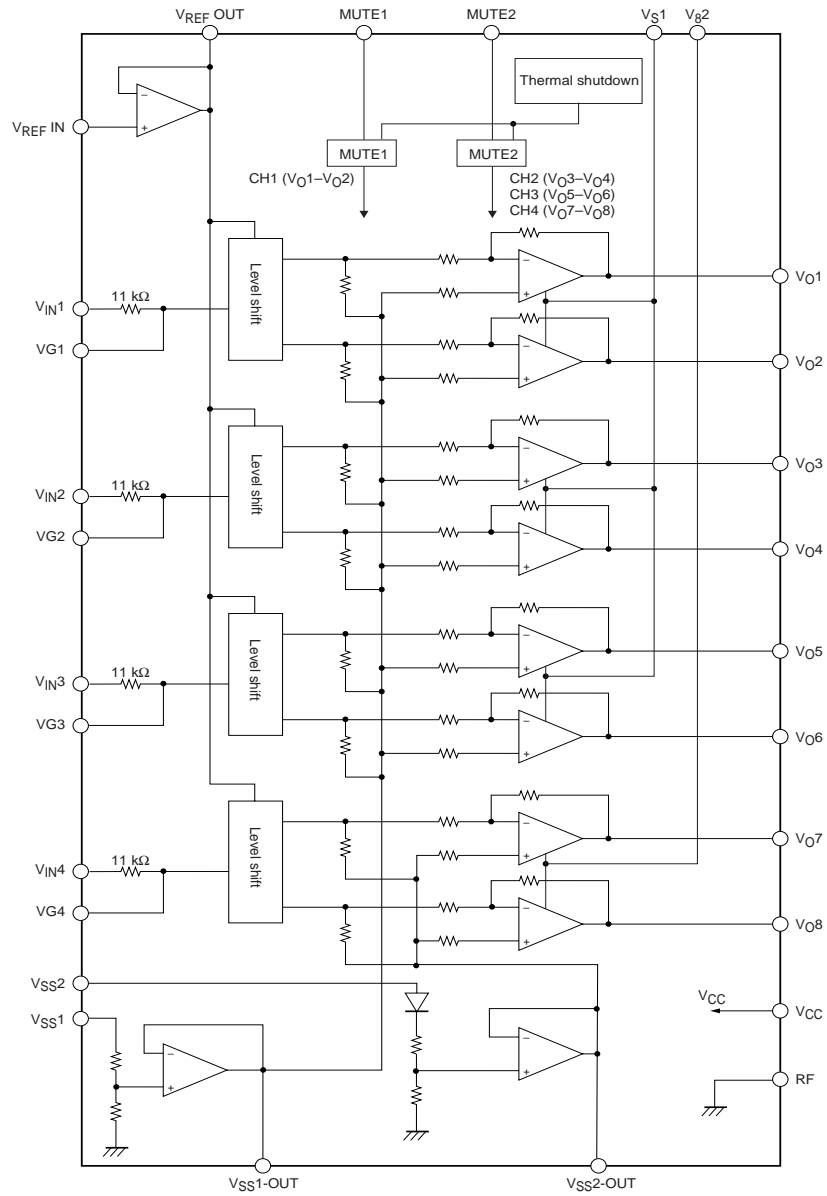 VREF OUT
MUTE1
MUTE2
VS1
V82
Thermal shutdown
−
+
VREF IN
MUTE1
MUTE2
CH1 (VO1–VO2)
CH2 (VO3–VO4)
CH3 (VO5–VO6)
CH4 (VO7–VO8)
Level shift
−
+
VO1
11 kΩ
VIN1
VG1
−
+
VO2
Level shift
−
+
VO3
11 kΩ
VIN2
VG2
−
+
VO4
Level shift
−
+
VO5
11 kΩ
VIN3
VG3
−
+
VO6
Level shift
−
+
VO7
11 kΩ
VIN4
VG4
−
+
VO8
VSS2
VSS1
VCC
VCC
−
+
−
+
RF
VSS1-OUT
VSS2-OUT